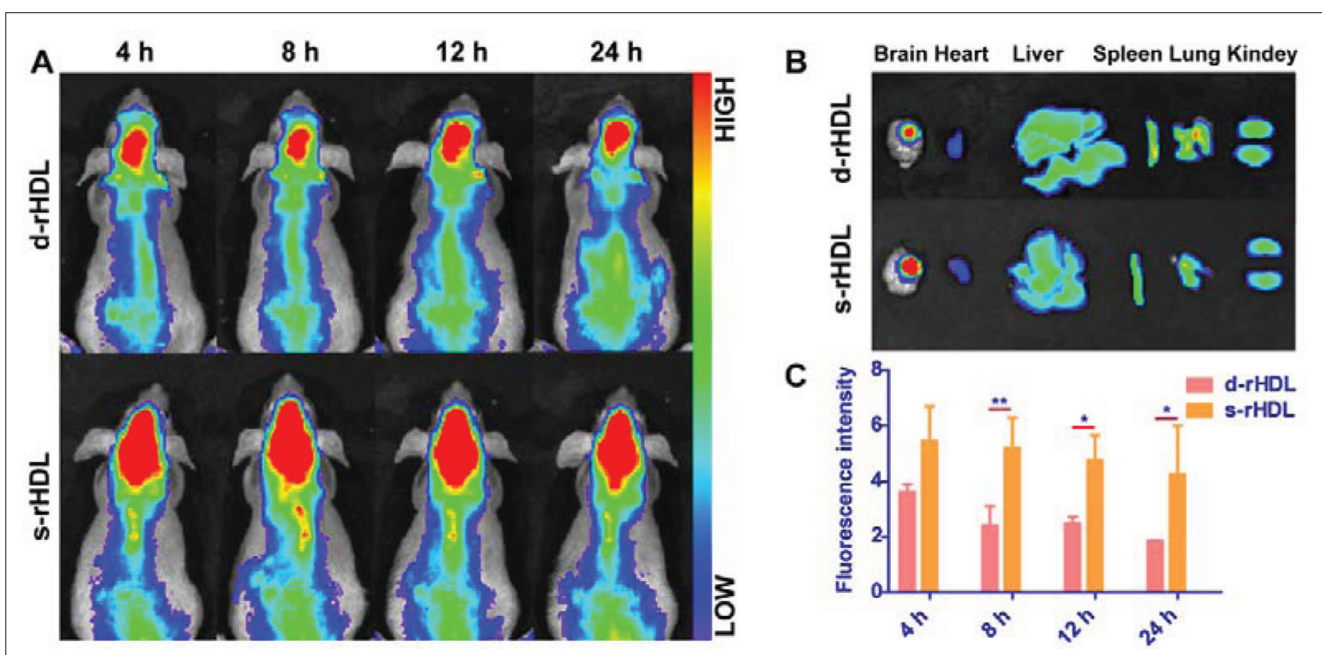 A
4 h 8 h 12 h 24 h
d-rHDL
s-rHDL
HIGH
LOW
B
Brain Heart Liver Spleen Lung Kindey
d-rHDL
s-rHDL
C
Fluorescence intensity
8
6
4
2
0
d-rHDL
s-rHDL
** * *
4 h 8 h 12 h 24 h